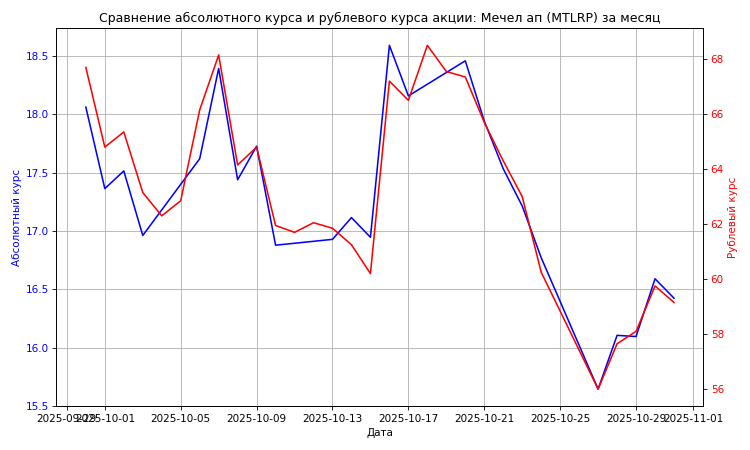 Сравнение абсолютного курса и рублевого курса акции: Мечел ап (MTLRP) за месяц
18.5
18.0
17.5
17.0
16.5
16.0
15.5
Абсолютный курс
68
66
64
62
60
58
56
Рублевый курс
2025-09-29 2025-10-01 2025-10-05 2025-10-09 2025-10-13 2025-10-17 2025-10-21 2025-10-25 2025-10-29 2025-11-01
Дата